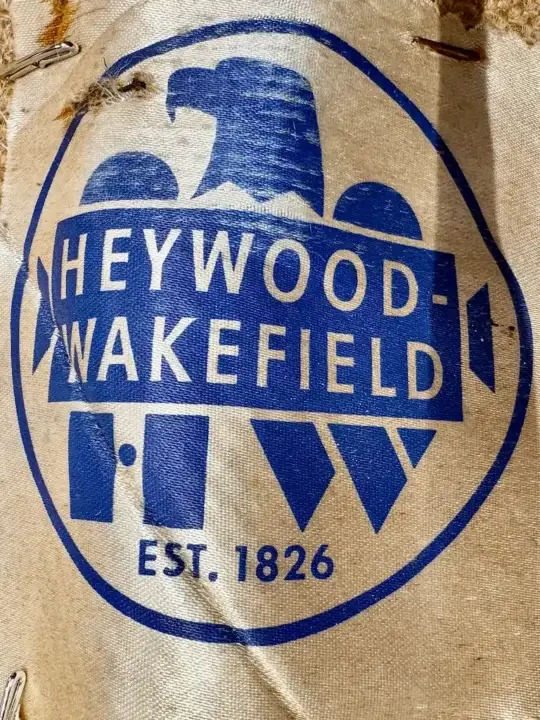 HEYWOOD-
WAKEFIELD
HW
EST. 1826